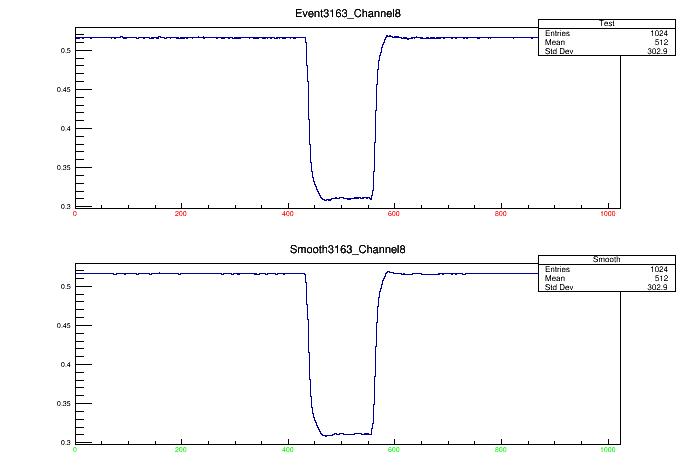 Event3163_Channel8
Test
Entries 1024
Mean 512
Std Dev 302.9
0.5
0.45
0.4
0.35
0.3
0 200 400 600 800 1000
Smooth3163_Channel8
Smooth
Entries 1024
Mean 512
Std Dev 302.9
0.5
0.45
0.4
0.35
0.3
0 200 400 600 800 1000